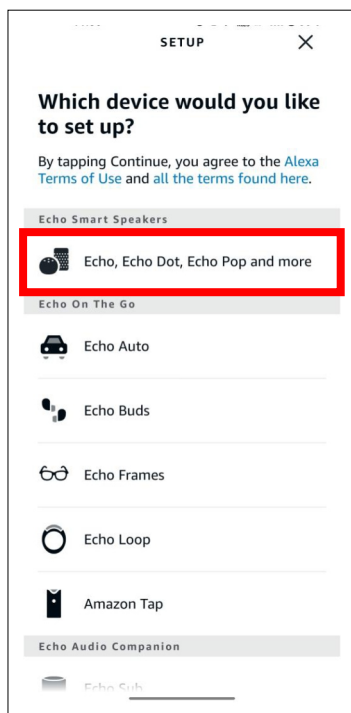 SETUP
Which device would you like
to set up?
By tapping Continue, you agree to the Alexa
Terms of Use and all the terms found here.
Echo Smart Speakers
Echo, Echo Dot, Echo Pop and more
Echo On The Go
Echo Auto
Echo Buds
Echo Frames
Echo Loop
Amazon Tap
Echo Audio Companion
Echo Sub